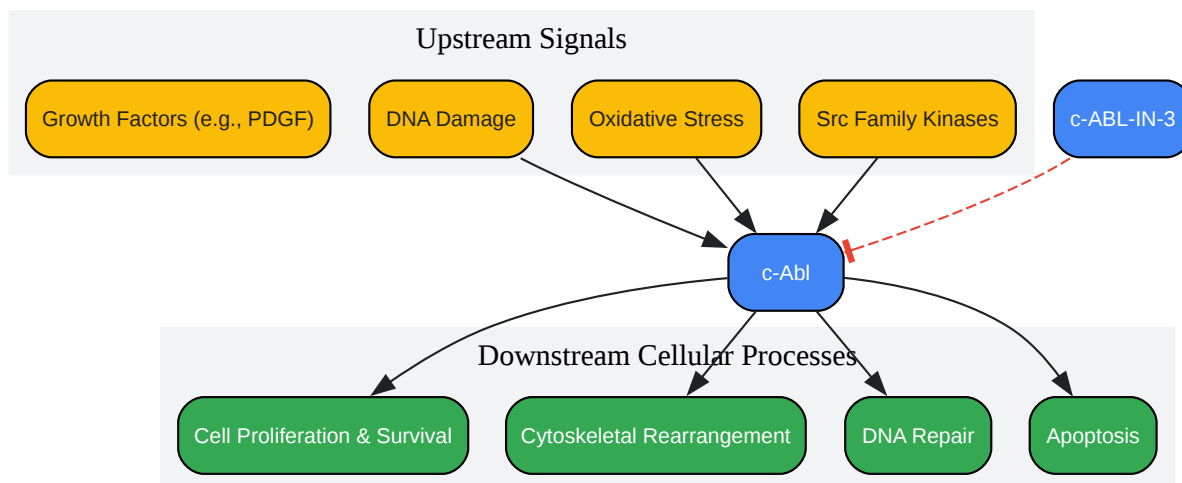 Upstream Signals
Growth Factors (e.g., PDGF)
DNA Damage
Oxidative Stress
Src Family Kinases
c-ABL-IN-3
c-Abl
Downstream Cellular Processes
Cell Proliferation & Survival
Cytoskeletal Rearrangement
DNA Repair
Apoptosis